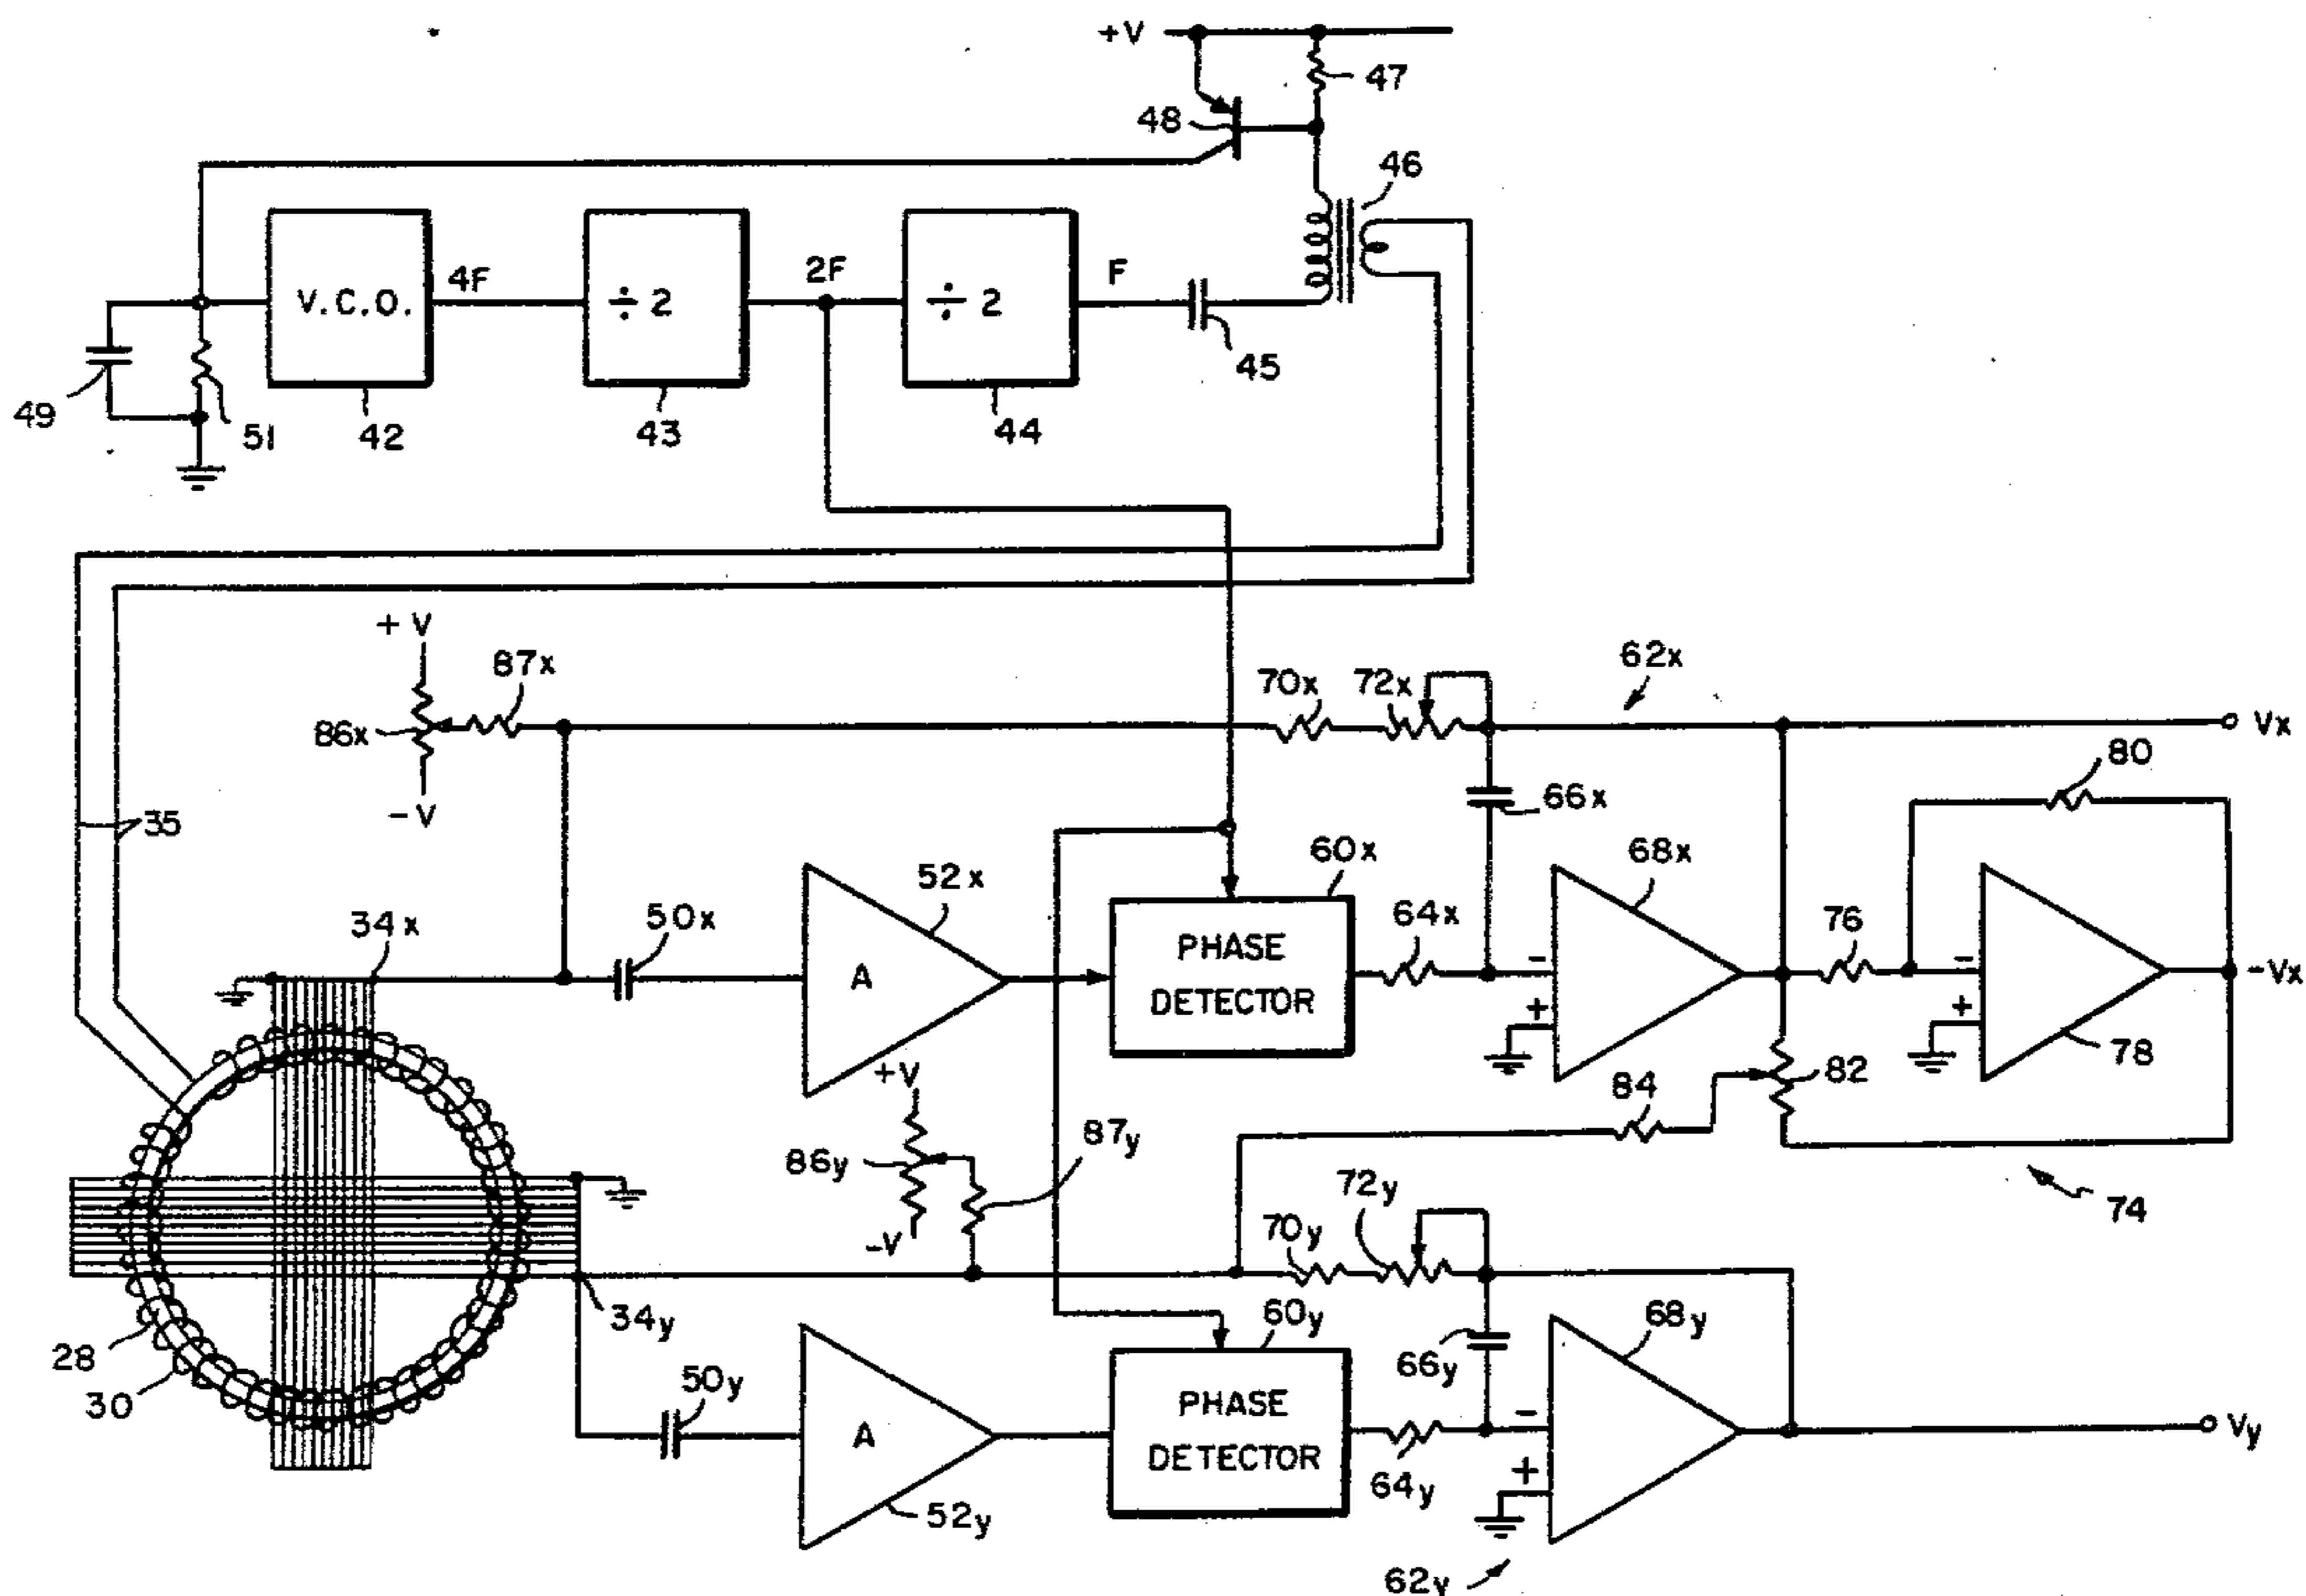 +V
47
48
46
V.C.O.
4F
÷ 2
2F
÷ 2
F
45
49
51
42
43
44
+V
87x
86x
-V
35
70x
72x
62x
Vx
80
66x
60x
68x
52x
34x
50x
64x
76
A
PHASE
DETECTOR
-
+
-
+
-Vx
78
82
84
74
+V
86y
-V
87y
72y
70y
34y
60y
68y
66y
28
30
50y
A
PHASE
DETECTOR
-
+
64y
52y
Vy
62y